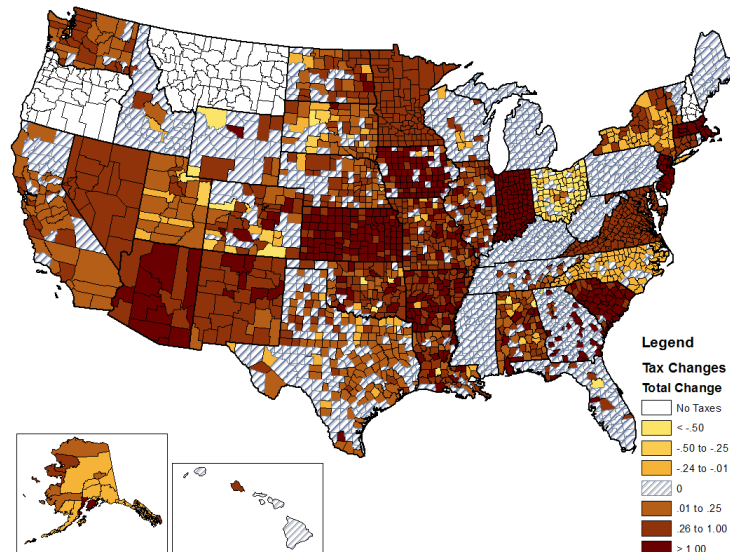 Legend
Tax Changes
Total Change
No Taxes
< -.50
-.50 to -.25
-.24 to -.01
0
.01 to .25
.26 to 1.00
> 1.00